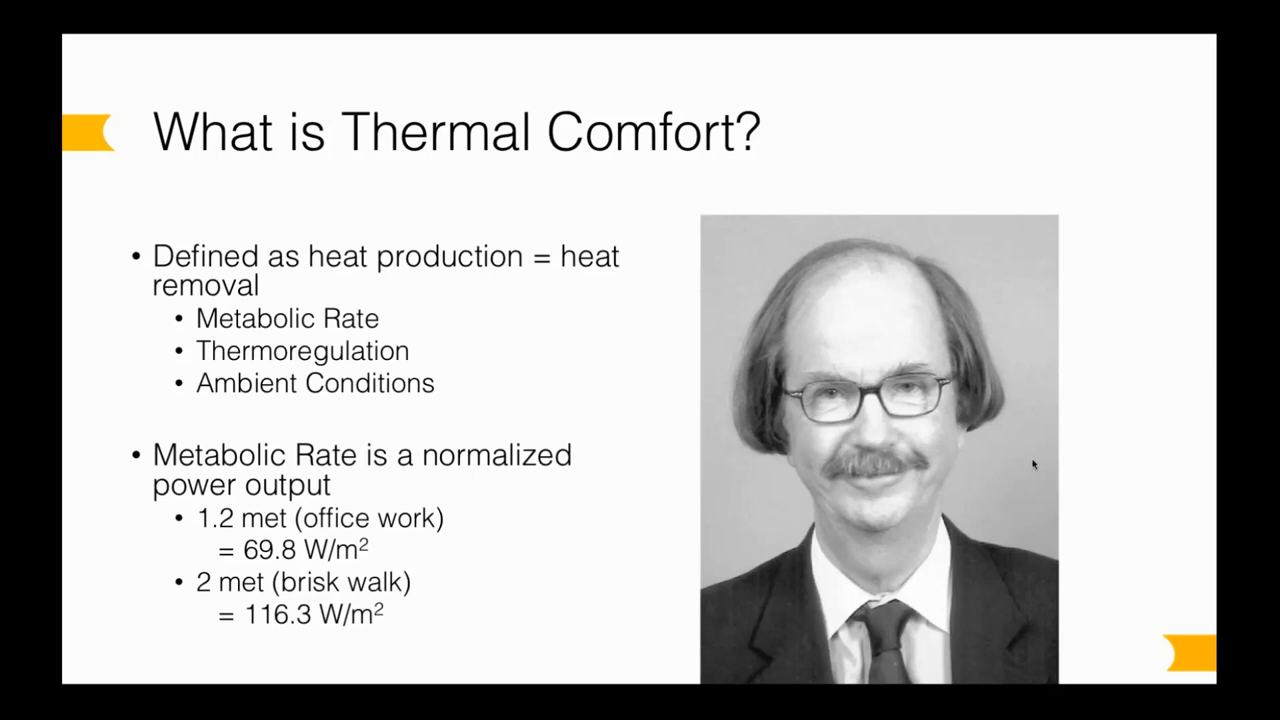 What is Thermal Comfort?
• Defined as heat production = heat
removal
• Metabolic Rate
• Thermoregulation
• Ambient Conditions
• Metabolic Rate is a normalized
power output
• 1.2 met (office work)
= 69.8 W/m²
• 2 met (brisk walk)
= 116.3 W/m²